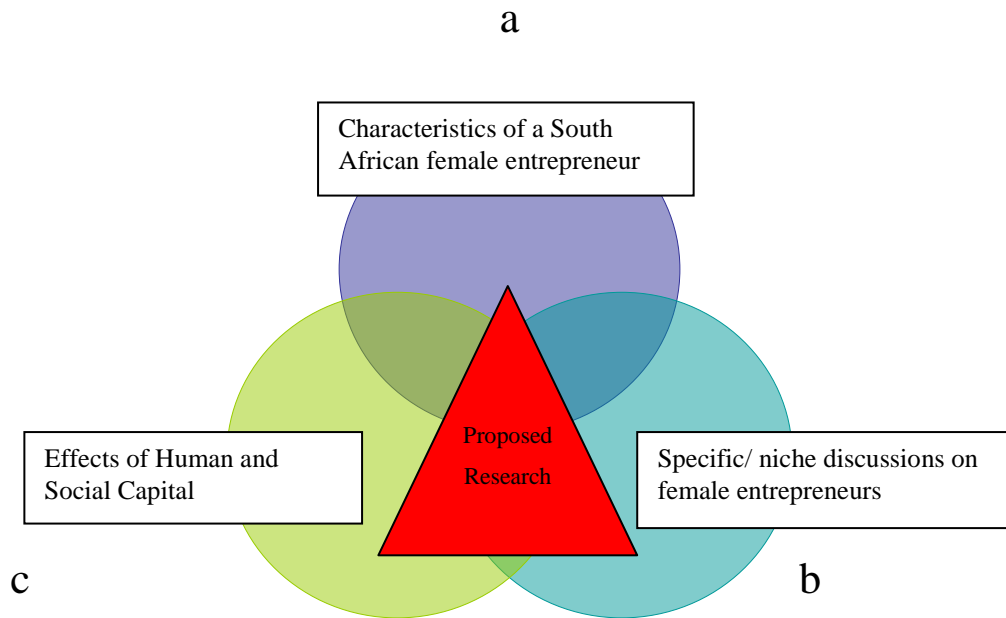 a
Characteristics of a South
African female entrepreneur
Proposed
Research
Effects of Human and
Social Capital
Specific/ niche discussions on
female entrepreneurs
c
b